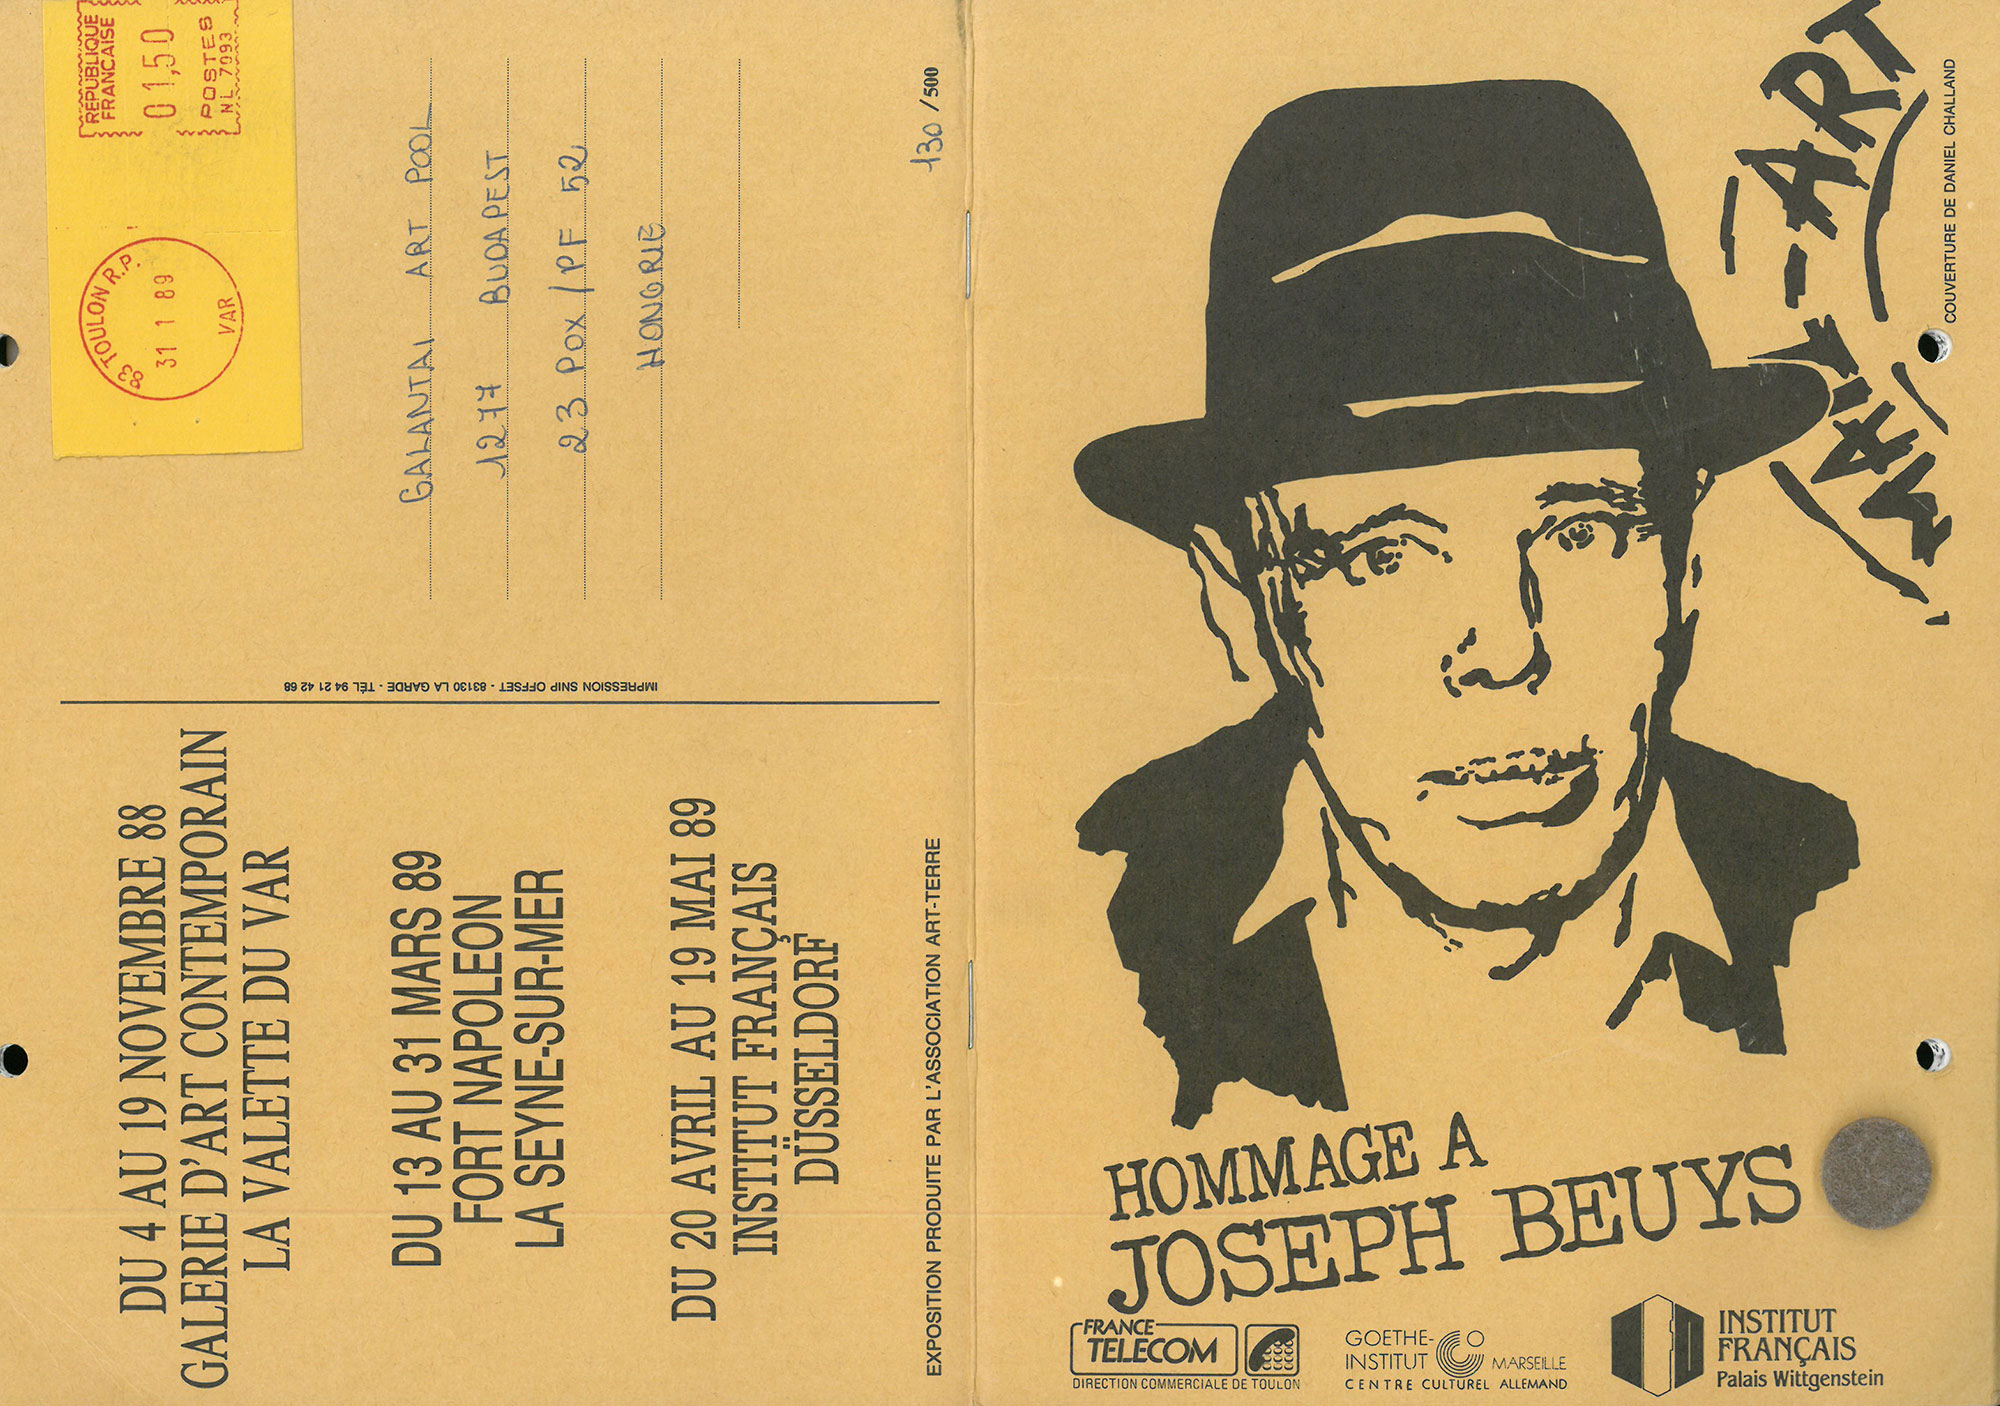 RÉPUBLIQUE
FRANÇAISE
01,50
POSTES
NL 7093
83 TOULON R.P.
31 1 89
VAR
GALANTAI ART POOL
1277 BUDAPEST
23 POX / PF 52
HONGRIE
130 / 500
IMPRESSION SNIP OFFSET - 83130 LA GARDE - TÉL 94 21 42 68
DU 4 AU 19 NOVEMBRE 88
GALERIE D'ART CONTEMPORAIN
LA VALETTE DU VAR
DU 13 AU 31 MARS 89
FORT NAPOLEON
LA SEYNE-SUR-MER
DU 20 AVRIL AU 19 MAI 89
INSTITUT FRANÇAIS
DÜSSELDORF
EXPOSITION PRODUITE PAR L'ASSOCIATION ART-TERRE
MAIL-ART
COUVERTURE DE DANIEL CHALLAND
HOMMAGE A
JOSEPH BEUYS
FRANCE
TELECOM
DIRECTION COMMERCIALE DE TOULON
GOETHE-
INSTITUT MARSEILLE
CENTRE CULTUREL ALLEMAND
INSTITUT
FRANÇAIS
Palais Wittgenstein